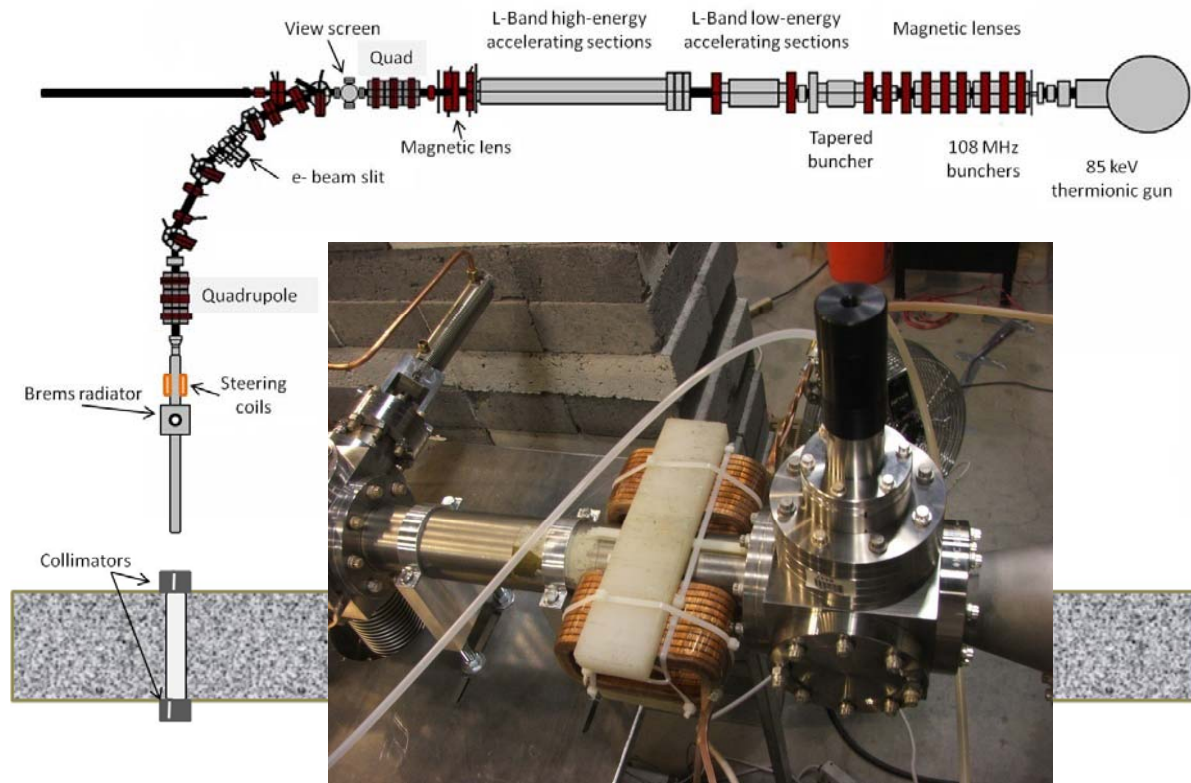 View screen
Quad
L-Band high-energy
accelerating sections
L-Band low-energy
accelerating sections
Magnetic lenses
Magnetic lens
Tapered
buncher
108 MHz
bunchers
85 keV
thermionic gun
e- beam slit
Quadrupole
Brems radiator
Steering
coils
Collimators